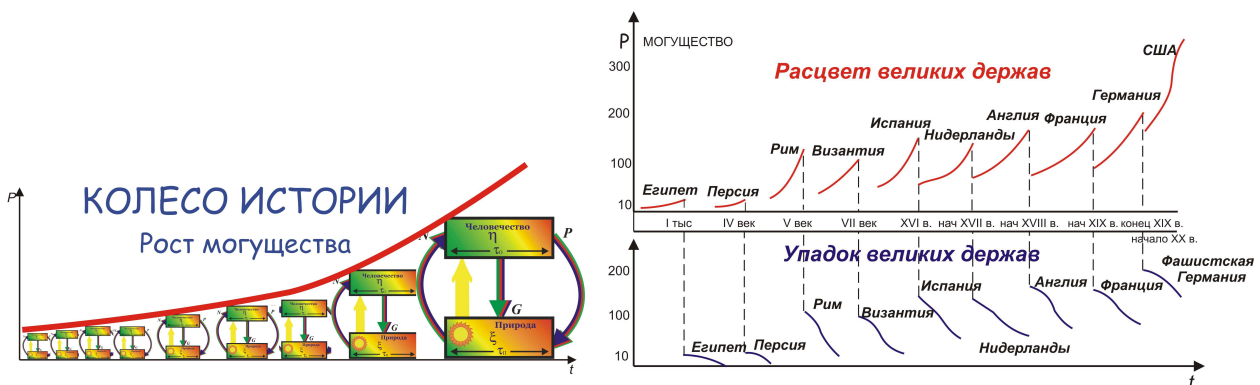 P
КОЛЕСО ИСТОРИИ
Рост могущества
Человечество
η
τ₀
N
P
G
Природа
ξ
τ₀
Человечество
η
N
P
G
Природа
ξ
t
P
МОГУЩЕСТВО
300
200
100
10
Расцвет великих держав
Египет
Персия
Рим
Византия
Испания
Нидерланды
Англия
Франция
Германия
США
I тыс
IV век
V век
VII век
XVI в.
нач XVII в.
нач XVIII в.
нач XIX в.
конец XIX в.
начало XX в.
Упадок великих держав
200
100
10
Египет
Персия
Рим
Византия
Испания
Нидерланды
Англия
Франция
Фашистская
Германия
t